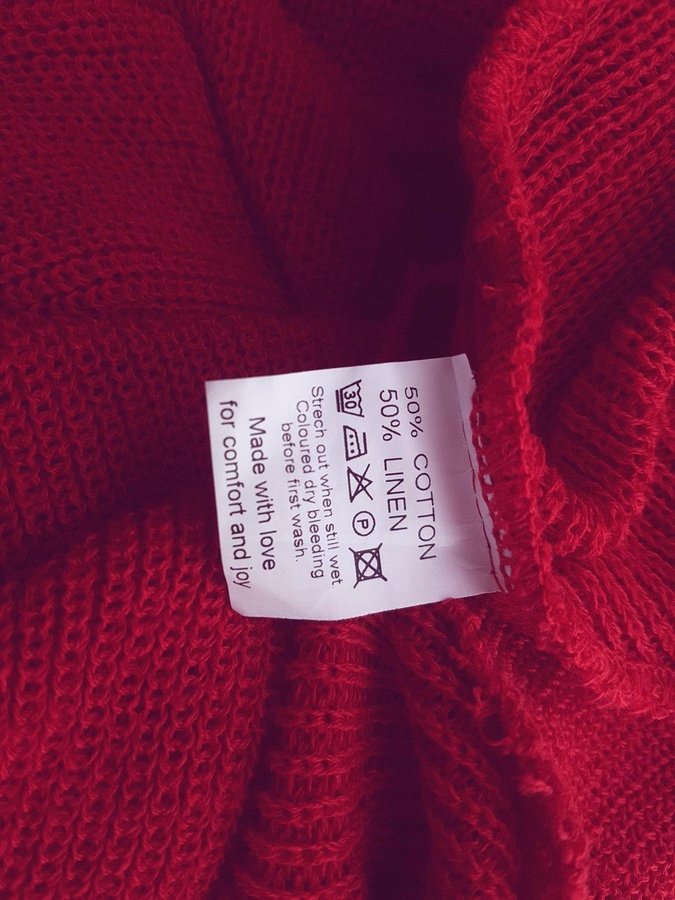 50% COTTON
50% LINEN
30 P
Strech out when still wet.
Coloured dry bleeding
before first wash.
Made with love
for comfort and joy